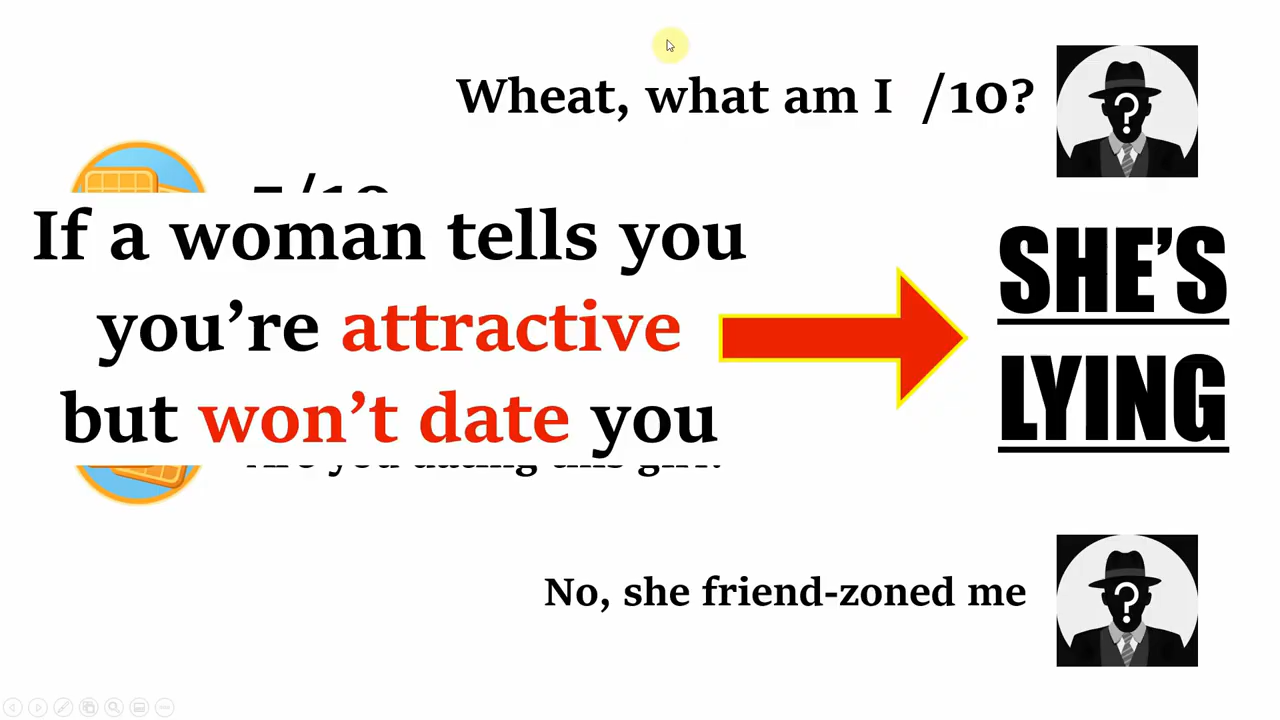 Wheat, what am I /10?
If a woman tells you
you're attractive
but won't date you
SHE'S
LYING
No, she friend-zoned me